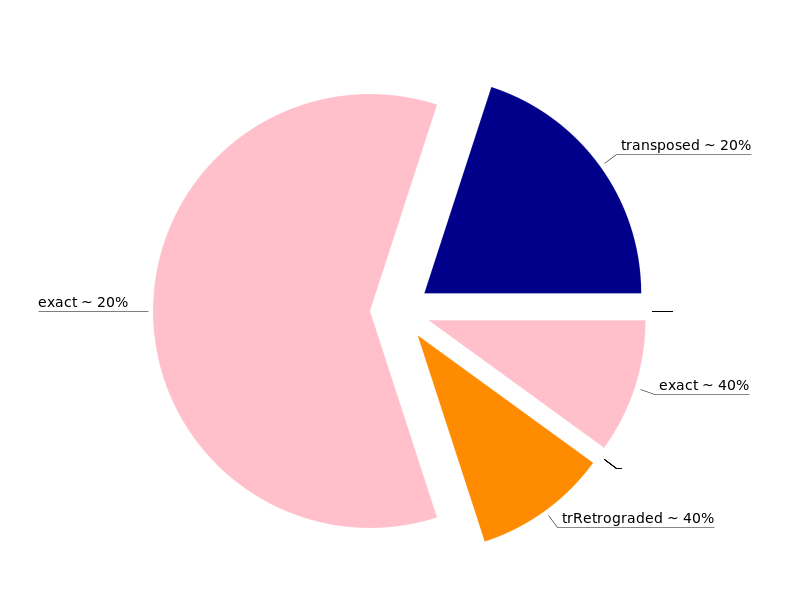 transposed ~ 20%
exact ~ 20%
exact ~ 40%
trRetrograded ~ 40%